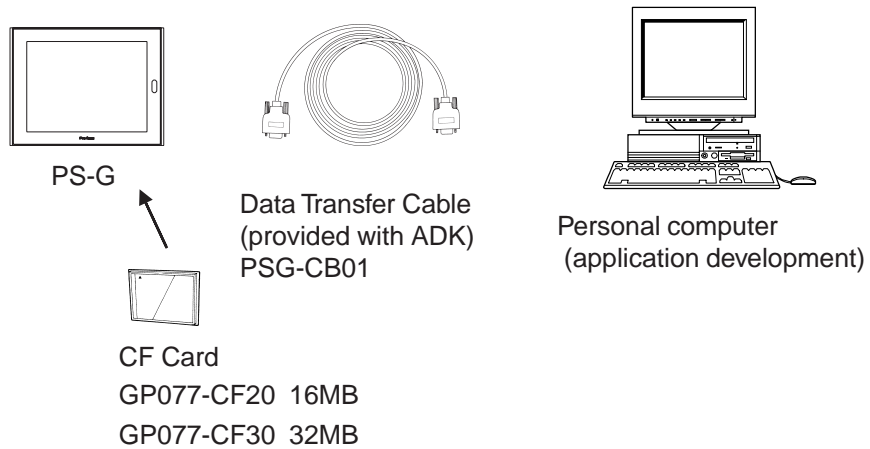 PS-G
Data Transfer Cable
(provided with ADK)
PSG-CB01
Personal computer
(application development)
CF Card
GP077-CF20 16MB
GP077-CF30 32MB